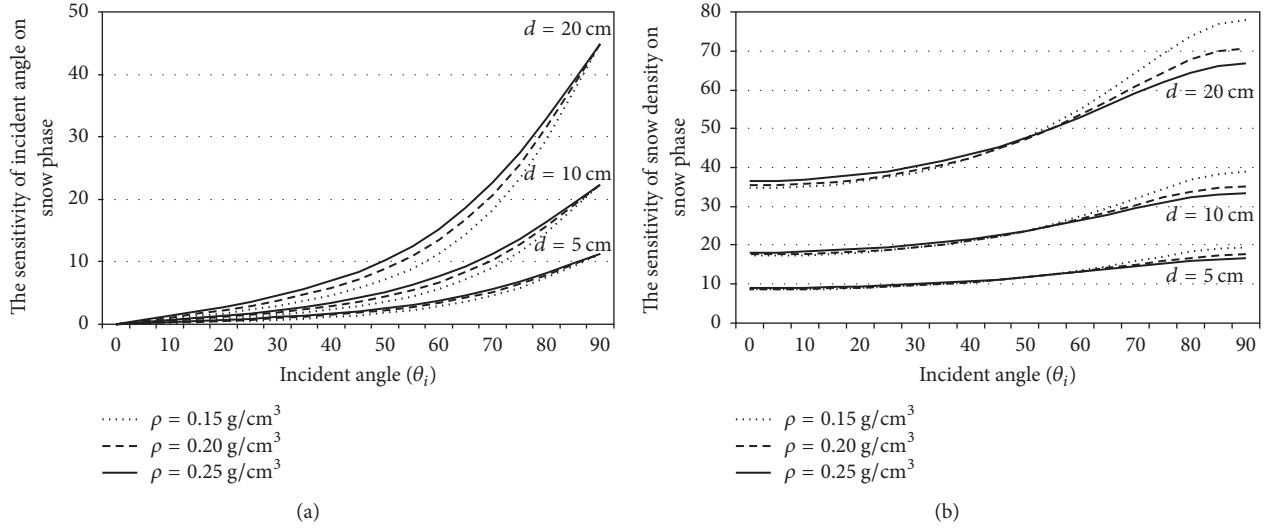 The sensitivity of incident angle on
snow phase
50
40
30
20
10
0
d = 20 cm
d = 10 cm
d = 5 cm
0 10 20 30 40 50 60 70 80 90
Incident angle (θi)
ρ = 0.15 g/cm³
ρ = 0.20 g/cm³
ρ = 0.25 g/cm³
(a)
The sensitivity of snow density on
snow phase
80
70
60
50
40
30
20
10
0
d = 20 cm
d = 10 cm
d = 5 cm
0 10 20 30 40 50 60 70 80 90
Incident angle (θi)
ρ = 0.15 g/cm³
ρ = 0.20 g/cm³
ρ = 0.25 g/cm³
(b)